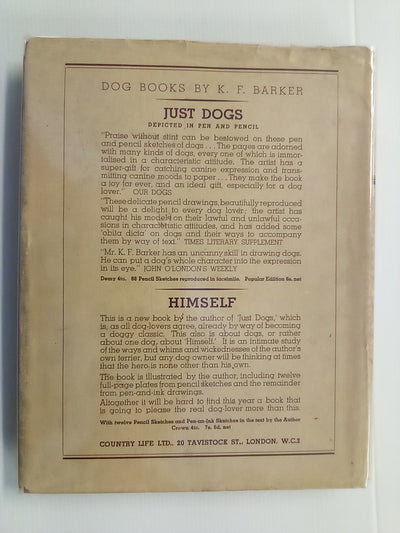 DOG BOOKS BY K. F. BARKER
JUST DOGS
DEPICTED IN PEN AND PENCIL
"Praise without stint can be bestowed on these pen
and pencil sketches of dogs . . . The pages are adorned
with many kinds of dogs, every one of which is immor-
talised in a characteristic attitude. The artist has a
super-gift for catching canine expression and trans-
mitting canine moods to paper . . . They make the book
a joy for ever, and an ideal gift, especially for a dog
lover." OUR DOGS
"These delicate pencil drawings, beautifully reproduced
will be a delight to every dog lover; the artist has
caught his models on their lawful and unlawful occa-
sions in characteristic attitudes, and has added some
'obita dicta' on dogs and their ways to accompany
them by way of text." TIMES LITERARY SUPPLEMENT
"Mr. K. F. Barker has an uncanny skill in drawing dogs.
He can put a dog's whole character into the expression
in its eye." JOHN O'LONDON'S WEEKLY
Demy 4to. 68 Pencil Sketches reproduced in facsimile. Popular Edition 6s. net
HIMSELF
This is a new book by the author of 'Just Dogs,' which
is, as all dog-lovers agree, already by way of becoming
a doggy classic. This also is about dogs, or rather
about one dog, about 'Himself.' It is an intimate study
of the ways and whims and wickednesses of the author's
own terrier, but any dog owner will be thinking at times
that the hero is none other than his own.
The book is illustrated by the author, including twelve
full-page plates from pencil sketches and the remainder
from pen-and-ink drawings.
Altogether it will be hard to find this year a book that
is going to please the real dog-lover more than this.
With twelve Pencil Sketches and Pen-an-Ink Sketches in the text by the Author
Crown 4to. 7s. 6d. net
COUNTRY LIFE LTD., 20 TAVISTOCK ST., LONDON, W.C.2